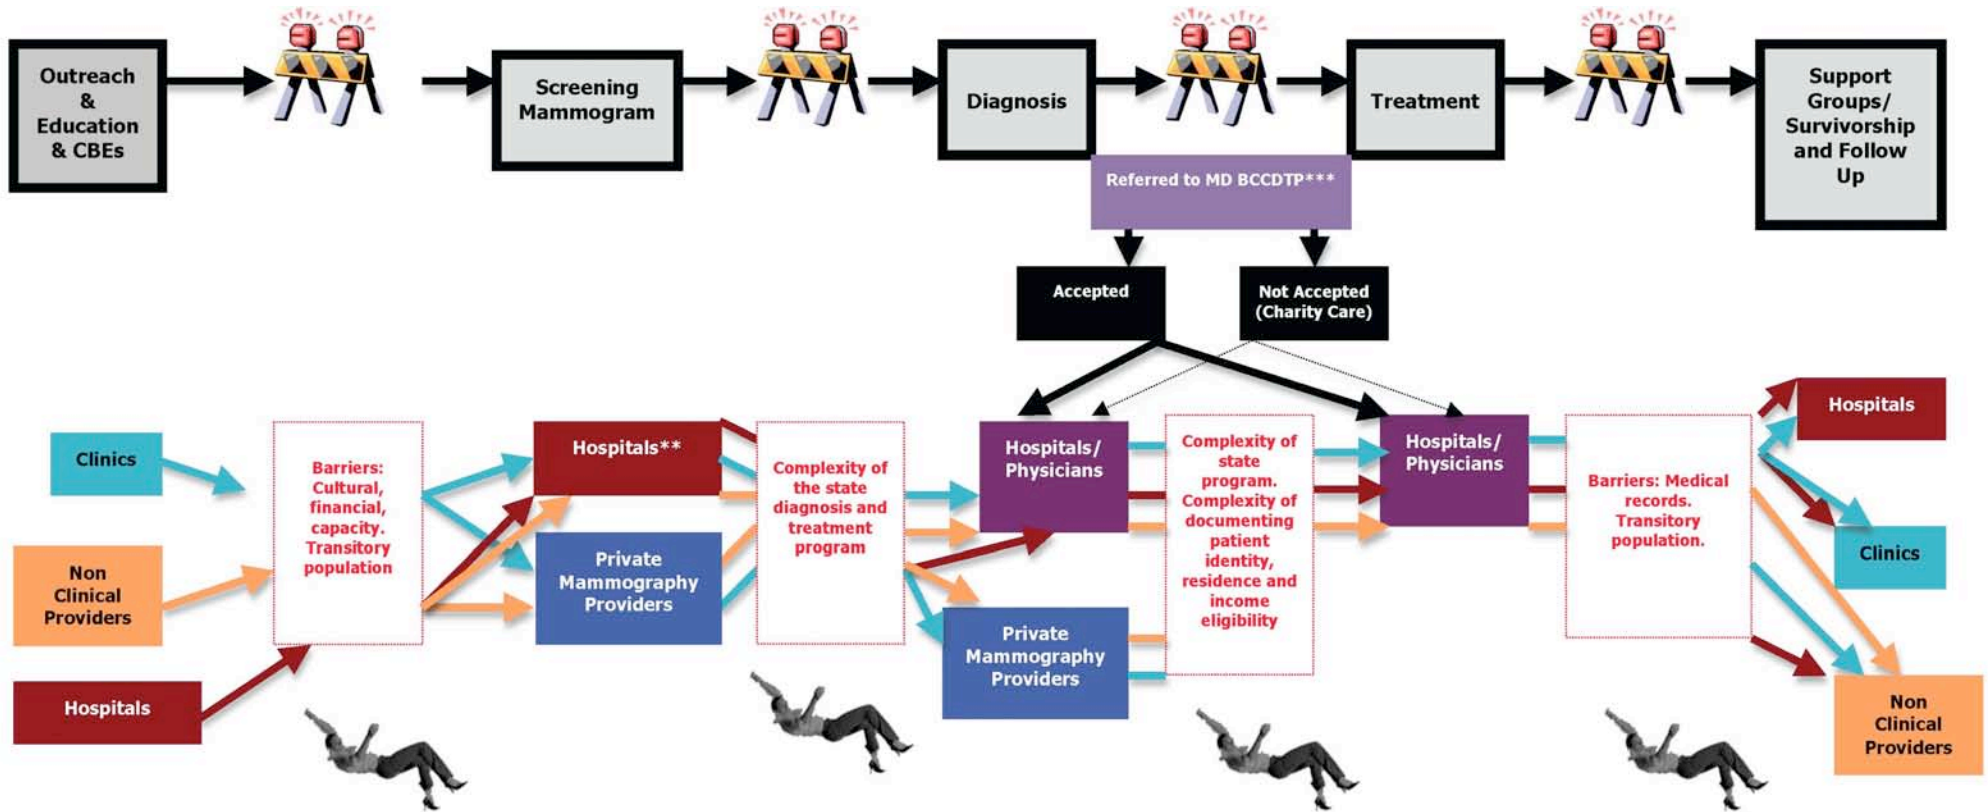 Outreach
&
Education
& CBEs
Screening
Mammogram
Diagnosis
Treatment
Support
Groups/
Survivorship
and Follow
Up
Referred to MD BCCDTP***
Accepted
Not Accepted
(Charity Care)
Clinics
Non
Clinical
Providers
Hospitals
Barriers:
Cultural,
financial,
capacity.
Transitory
population
Hospitals**
Private
Mammography
Providers
Complexity of
the state
diagnosis and
treatment
program
Hospitals/
Physicians
Private
Mammography
Providers
Complexity of
state
program.
Complexity of
documenting
patient
identity,
residence and
income
eligibility
Hospitals/
Physicians
Barriers: Medical
records.
Transitory
population.
Hospitals
Clinics
Non
Clinical
Providers